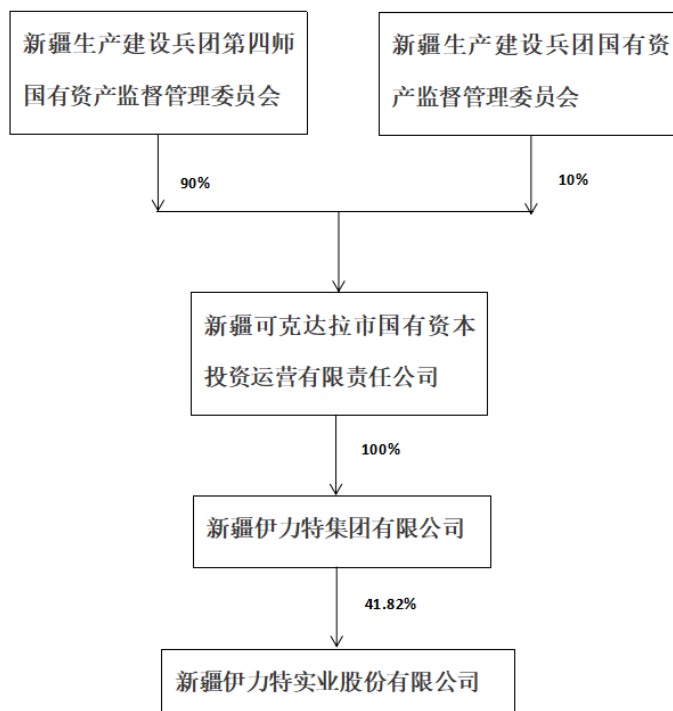 新疆生产建设兵团第四师
国有资产监督管理委员会
新疆生产建设兵团国有资
产监督管理委员会
90%
10%
新疆可克达拉市国有资本
投资运营有限责任公司
100%
新疆伊力特集团有限公司
41.82%
新疆伊力特实业股份有限公司